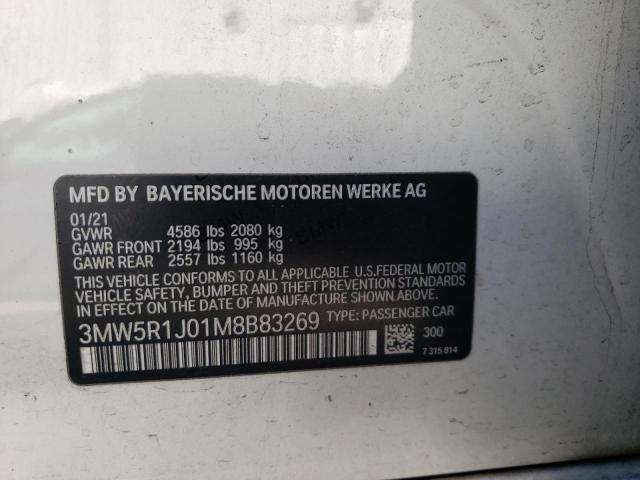 MFD BY BAYERISCHE MOTOREN WERKE AG
01/21
GVWR 4586 lbs 2080 kg
GAWR FRONT 2194 lbs 995 kg
GAWR REAR 2557 lbs 1160 kg
THIS VEHICLE CONFORMS TO ALL APPLICABLE U.S.FEDERAL MOTOR
VEHICLE SAFETY, BUMPER AND THEFT PREVENTION STANDARDS
IN EFFECT ON THE DATE OF MANUFACTURE SHOWN ABOVE.
3MW5R1J01M8B83269 TYPE: PASSENGER CAR
300
7 315 814